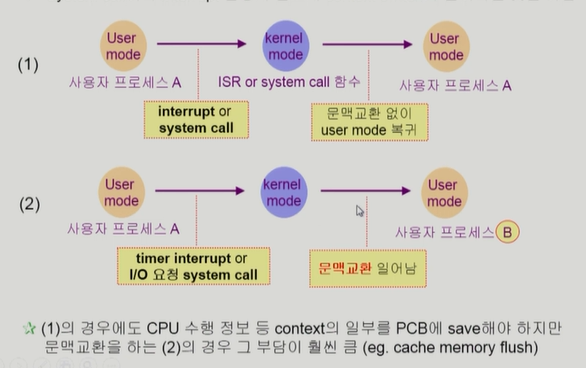 (1)
User mode
kernel mode
User mode
사용자 프로세스 A
ISR or system call 함수
사용자 프로세스 A
interrupt or
system call
문맥교환 없이
user mode 복귀
(2)
User mode
kernel mode
User mode
사용자 프로세스 A
사용자 프로세스 B
timer interrupt or
I/O 요청 system call
문맥교환 일어남
☆ (1)의 경우에도 CPU 수행 정보 등 context의 일부를 PCB에 save해야 하지만
문맥교환을 하는 (2)의 경우 그 부담이 훨씬 큼 (eg. cache memory flush)